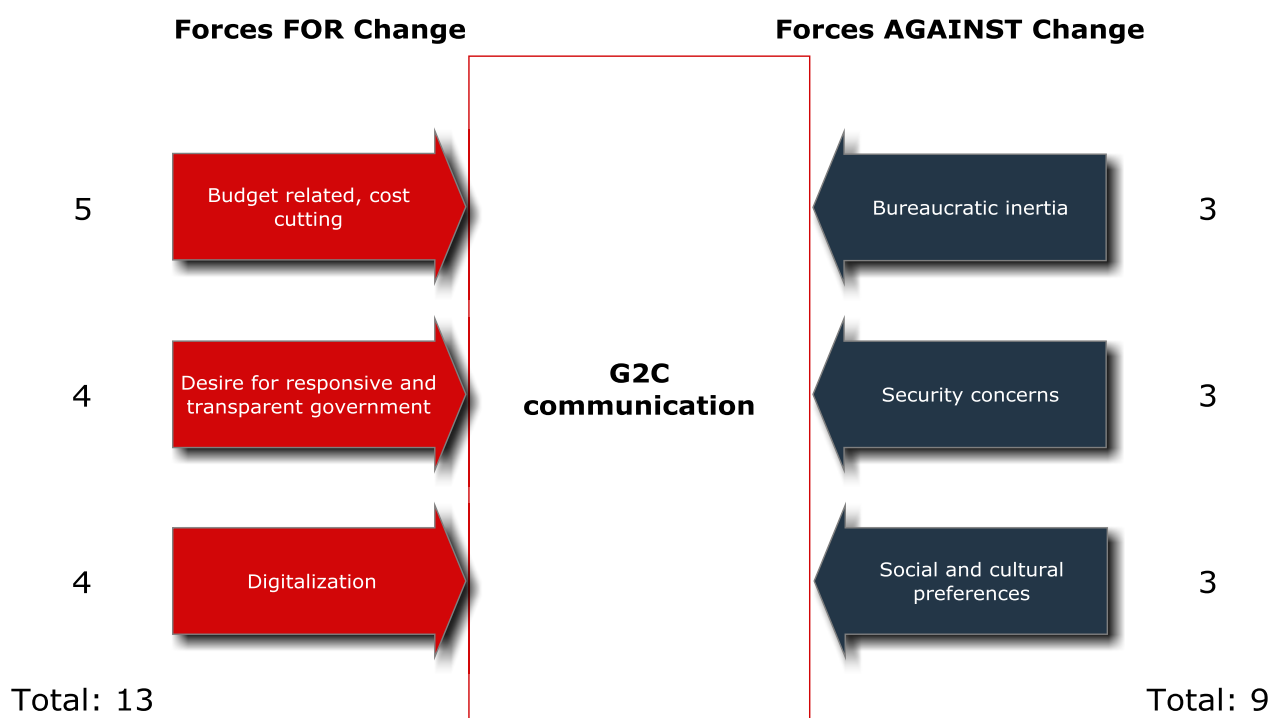 Forces FOR Change
Forces AGAINST Change
5
Budget related, cost
cutting
Bureaucratic inertia
3
4
Desire for responsive and
transparent government
G2C
communication
Security concerns
3
4
Digitalization
Social and cultural
preferences
3
Total: 13
Total: 9